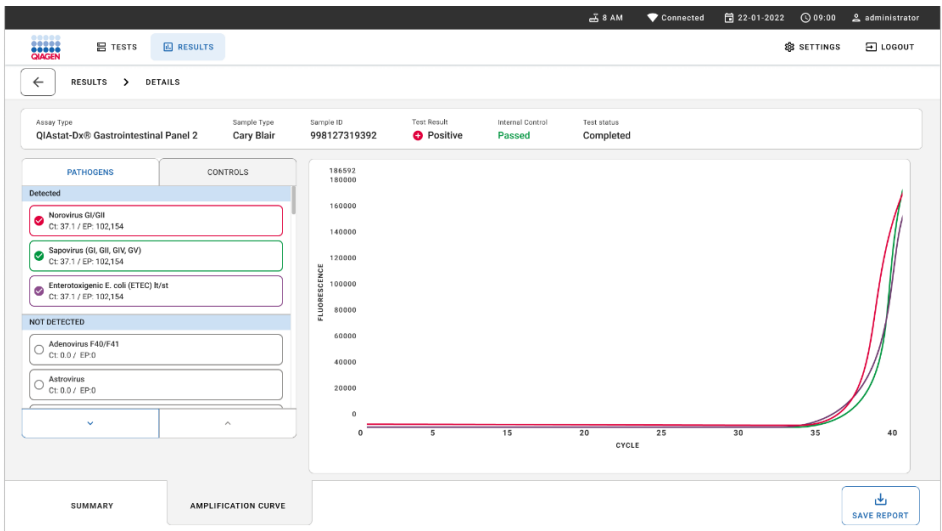 8 AM Connected 22-01-2022 09:00 administrator
QIAGEN TESTS RESULTS SETTINGS LOGOUT
RESULTS > DETAILS
Assay Type Sample Type Sample ID Test Result Internal Control Test status
QIAstat-Dx® Gastrointestinal Panel 2 Cary Blair 998127319392 Positive Passed Completed
PATHOGENS CONTROLS
Detected
Norovirus GI/GII
Ct: 37.1 / EP: 102,154
Sapovirus (GI, GII, GIV, GV)
Ct: 37.1 / EP: 102,154
Enterotoxigenic E. coli (ETEC) lt/st
Ct: 37.1 / EP: 102,154
NOT DETECTED
Adenovirus F40/F41
Ct: 0.0 / EP:0
Astrovirus
Ct: 0.0 / EP:0
186592
180000
160000
140000
120000
100000
80000
60000
40000
20000
0
FLUORESCENCE
0 5 15 20 25 30 35 40
CYCLE
SUMMARY AMPLIFICATION CURVE SAVE REPORT